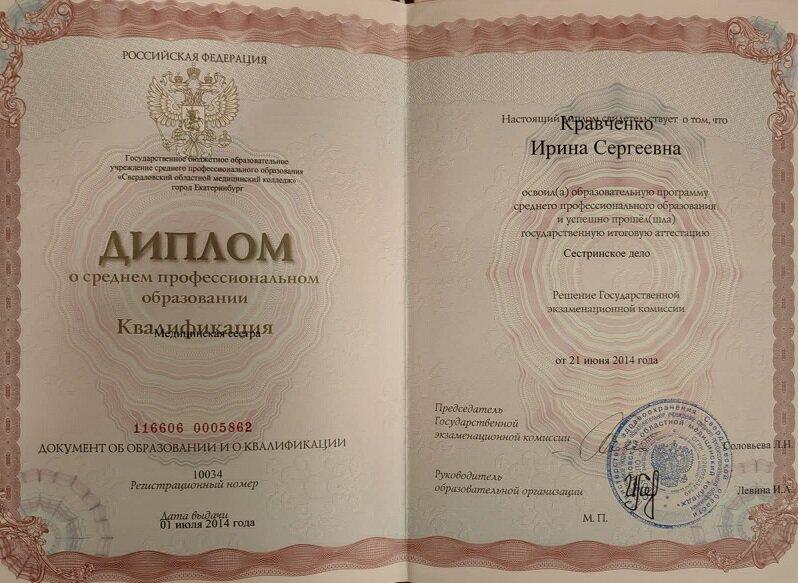 РОССИЙСКАЯ ФЕДЕРАЦИЯ
Государственное бюджетное образовательное
учреждение среднего профессионального образования
«Свердловский областной медицинский колледж»
город Екатеринбург
ДИПЛОМ
о среднем профессиональном
образовании
Квалификация
Медицинская сестра
116606 0005862
ДОКУМЕНТ ОБ ОБРАЗОВАНИИ И О КВАЛИФИКАЦИИ
10034
Регистрационный номер
Дата выдачи
01 июля 2014 года
Настоящий диплом свидетельствует о том, что
Кравченко
Ирина Сергеевна
освоил(а) образовательную программу
среднего профессионального образования
и успешно прошёл(шла)
государственную итоговую аттестацию
Сестринское дело
Решение Государственной
экзаменационной комиссии
от 21 июня 2014 года
Председатель
Государственной
экзаменационной комиссии
Соловьева Л.Н.
Руководитель
образовательной организации
Левина И.А.
М. П.